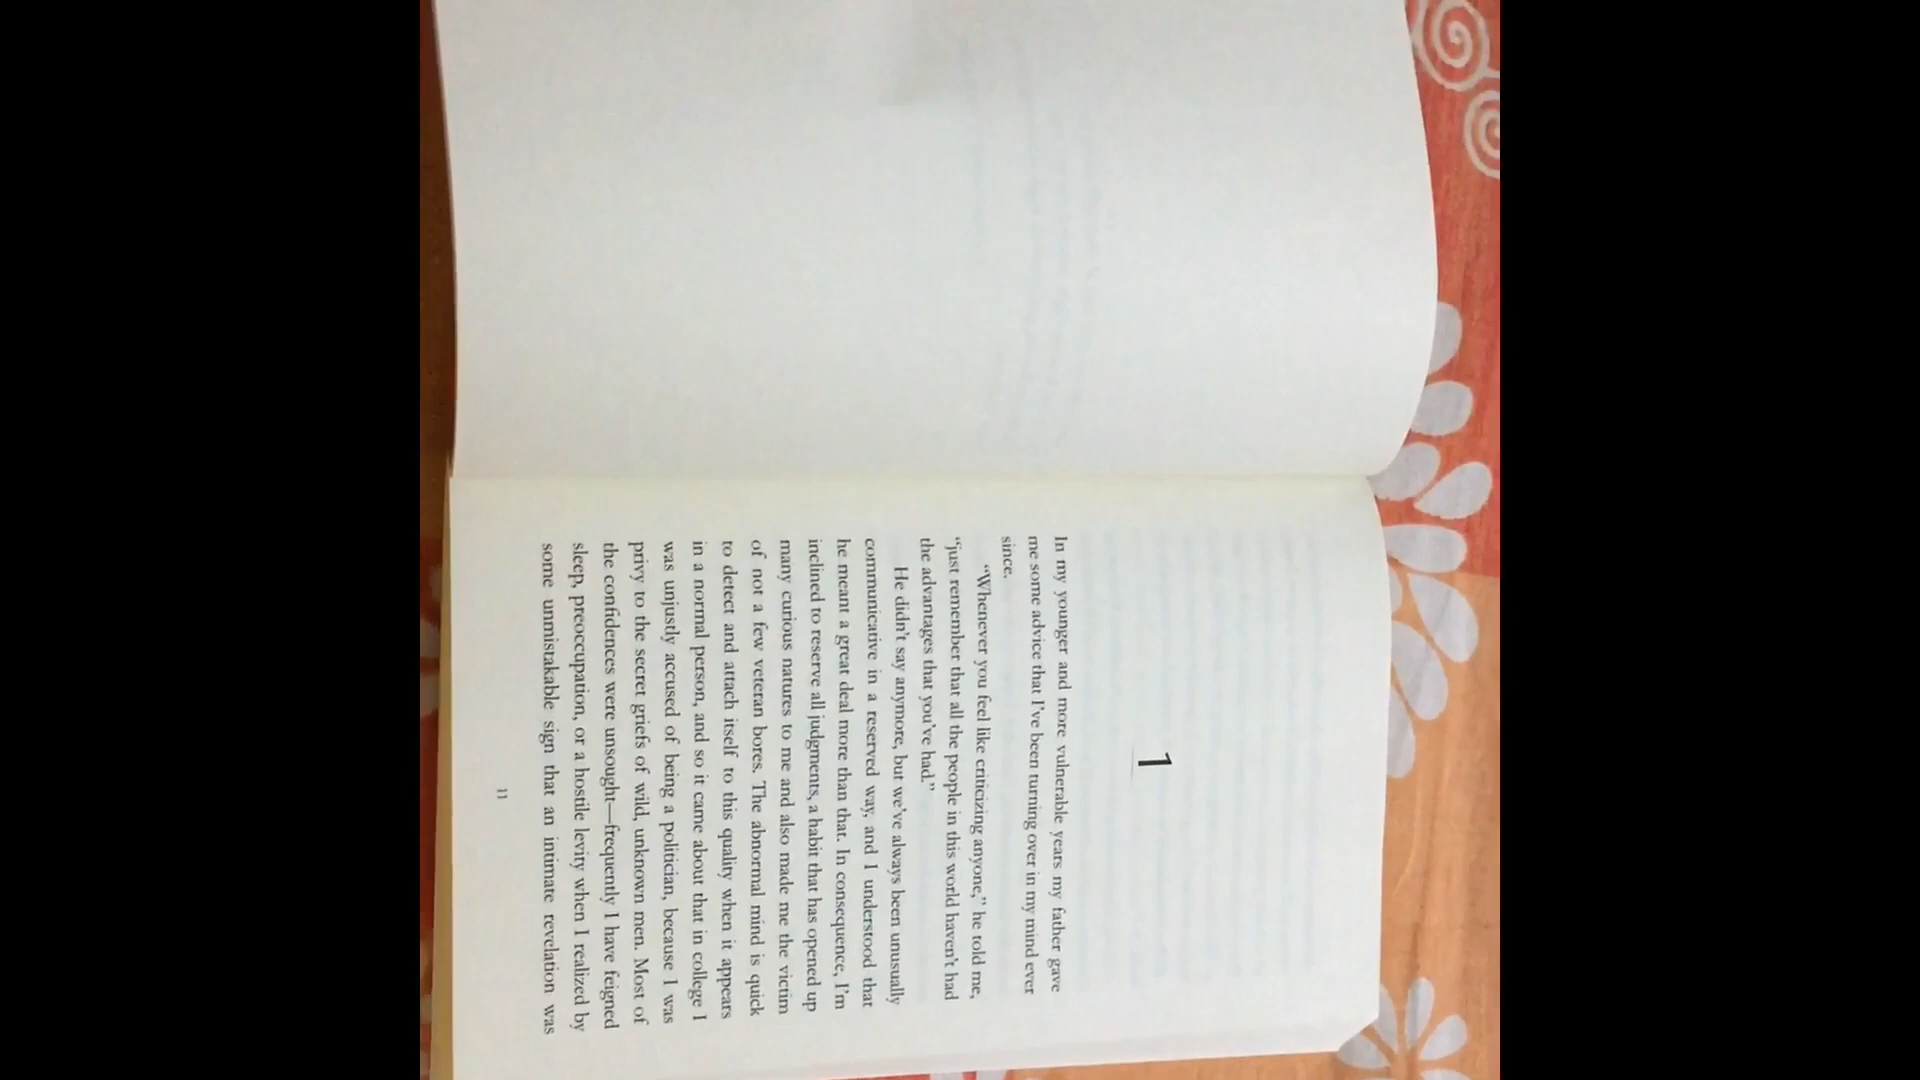 1
In my younger and more vulnerable years my father gave
me some advice that I've been turning over in my mind ever
since.
“Whenever you feel like criticizing anyone,” he told me,
“just remember that all the people in this world haven't had
the advantages that you've had.”
He didn't say anymore, but we've always been unusually
communicative in a reserved way, and I understood that
he meant a great deal more than that. In consequence, I'm
inclined to reserve all judgments, a habit that has opened up
many curious natures to me and also made me the victim
of not a few veteran bores. The abnormal mind is quick
to detect and attach itself to this quality when it appears
in a normal person, and so it came about that in college I
was unjustly accused of being a politician, because I was
privy to the secret griefs of wild, unknown men. Most of
the confidences were unsought—frequently I have feigned
sleep, preoccupation, or a hostile levity when I realized by
some unmistakable sign that an intimate revelation was
11